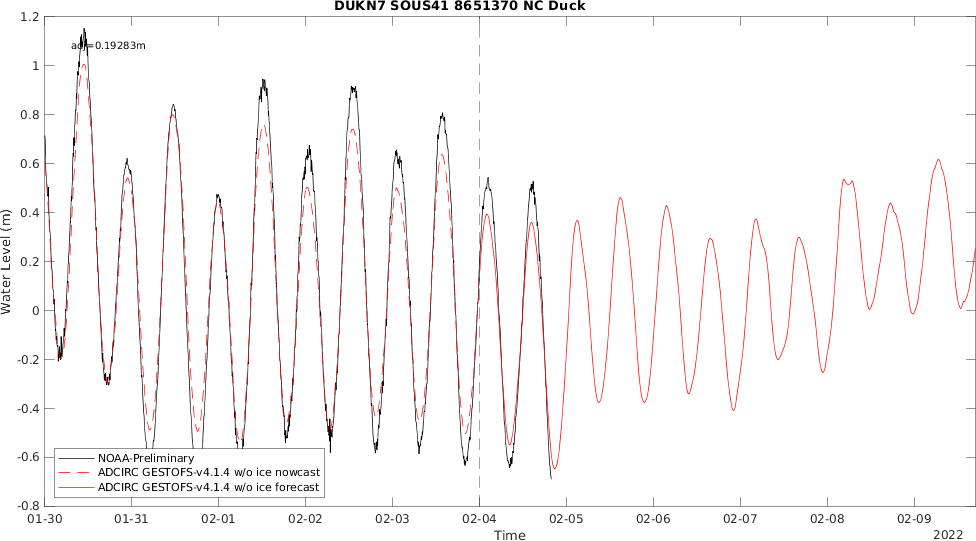 DUKN7 SOUS41 8651370 NC Duck
1.2
1
0.8
0.6
0.4
0.2
0
-0.2
-0.4
-0.6
-0.8
Water Level (m)
=0.19283m
NOAA-Preliminary
ADCIRC GESTOFS-v4.1.4 w/o ice nowcast
ADCIRC GESTOFS-v4.1.4 w/o ice forecast
01-30 01-31 02-01 02-02 02-03 02-04 02-05 02-06 02-07 02-08 02-09
Time
2022